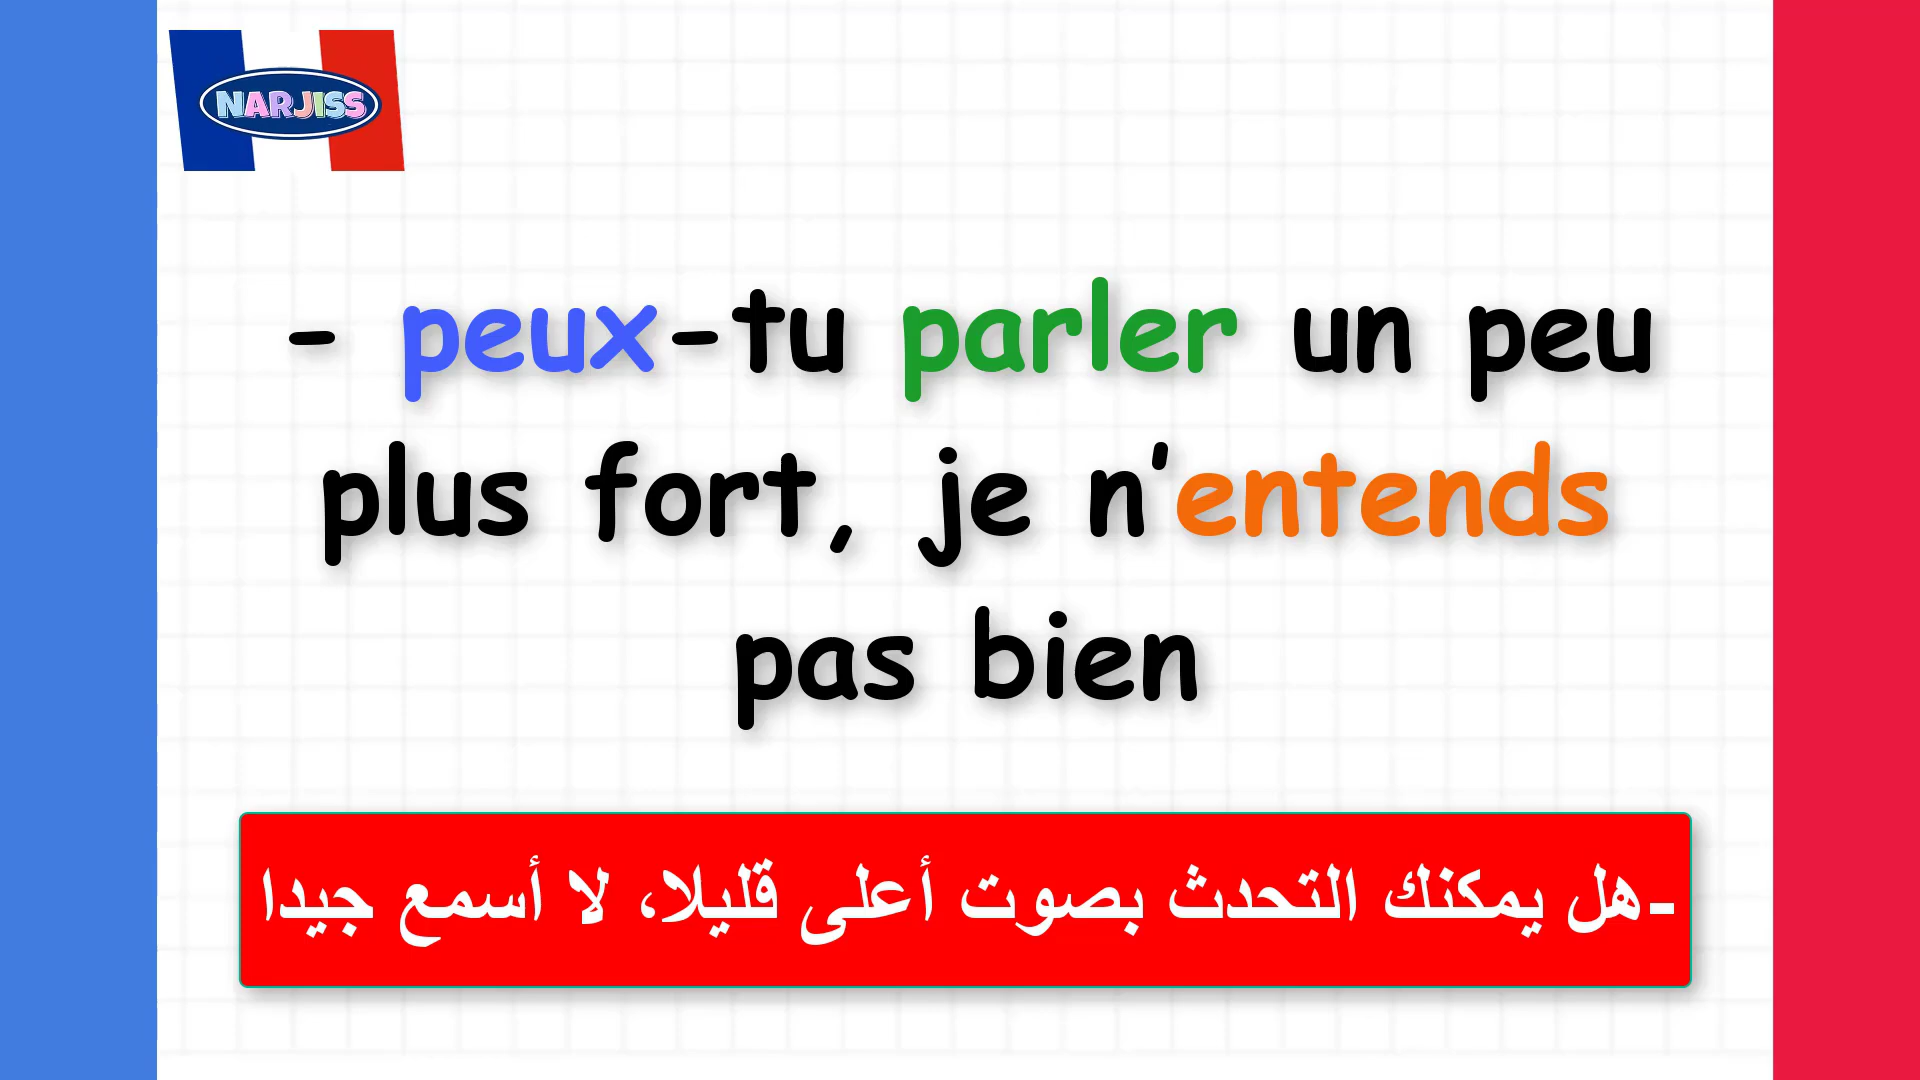 NARJISS
- peux-tu parler un peu
plus fort, je n’entends
pas bien
-هل يمكنك التحدث بصوت أعلى قليلا، لا أسمع جيدا